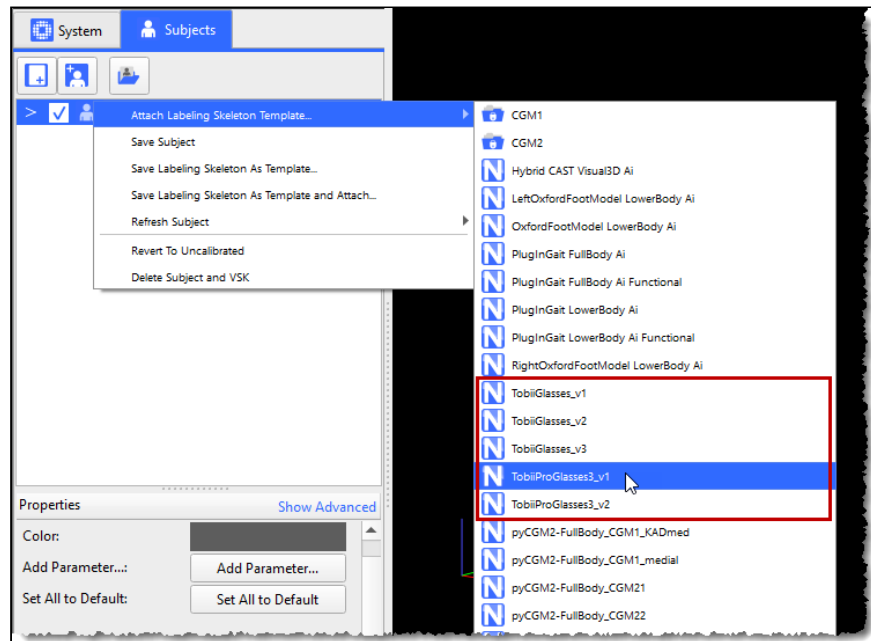 System
Subjects
Attach Labeling Skeleton Template...
Save Subject
Save Labeling Skeleton As Template...
Save Labeling Skeleton As Template and Attach...
Refresh Subject
Revert To Uncalibrated
Delete Subject and VSK
CGM1
CGM2
Hybrid CAST Visual3D Ai
LeftOxfordFootModel LowerBody Ai
OxfordFootModel LowerBody Ai
PlugInGait FullBody Ai
PlugInGait FullBody Ai Functional
PlugInGait LowerBody Ai
PlugInGait LowerBody Ai Functional
RightOxfordFootModel LowerBody Ai
TobiiGlasses_v1
TobiiGlasses_v2
TobiiGlasses_v3
TobiiProGlasses3_v1
TobiiProGlasses3_v2
pyCGM2-FullBody_CGM1_KADmed
pyCGM2-FullBody_CGM1_medial
pyCGM2-FullBody_CGM21
pyCGM2-FullBody_CGM22
Properties
Show Advanced
Color:
Add Parameter...:
Add Parameter...
Set All to Default:
Set All to Default